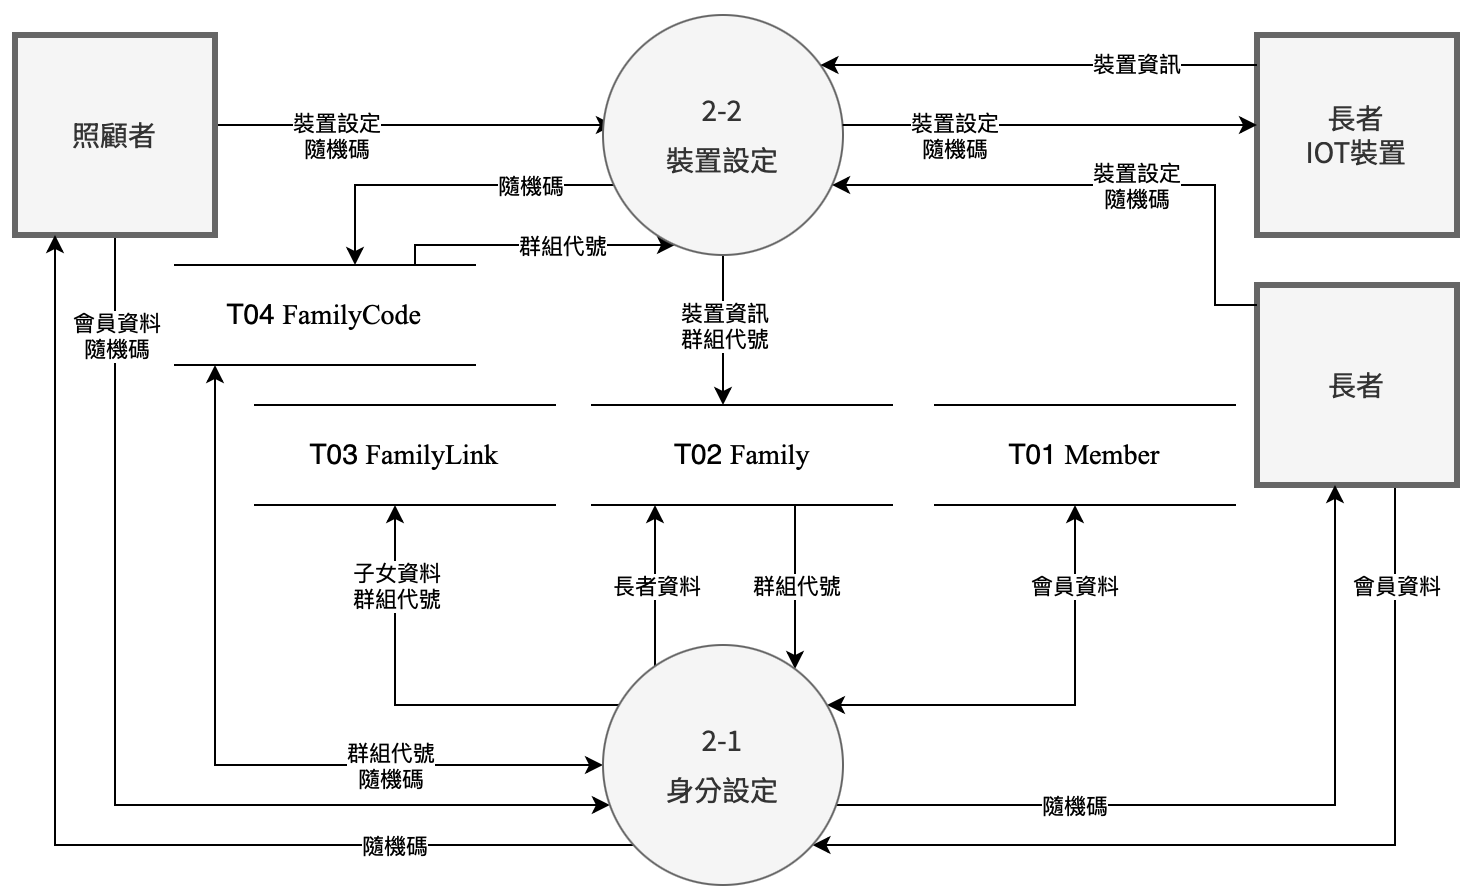 照顧者
裝置設定
隨機碼
2-2
裝置設定
裝置資訊
裝置設定
隨機碼
長者
IOT裝置
隨機碼
裝置設定
隨機碼
群組代號
T04 FamilyCode
會員資料
隨機碼
裝置資訊
群組代號
長者
T03 FamilyLink
T02 Family
T01 Member
子女資料
群組代號
長者資料
群組代號
會員資料
會員資料
2-1
身分設定
群組代號
隨機碼
隨機碼
隨機碼